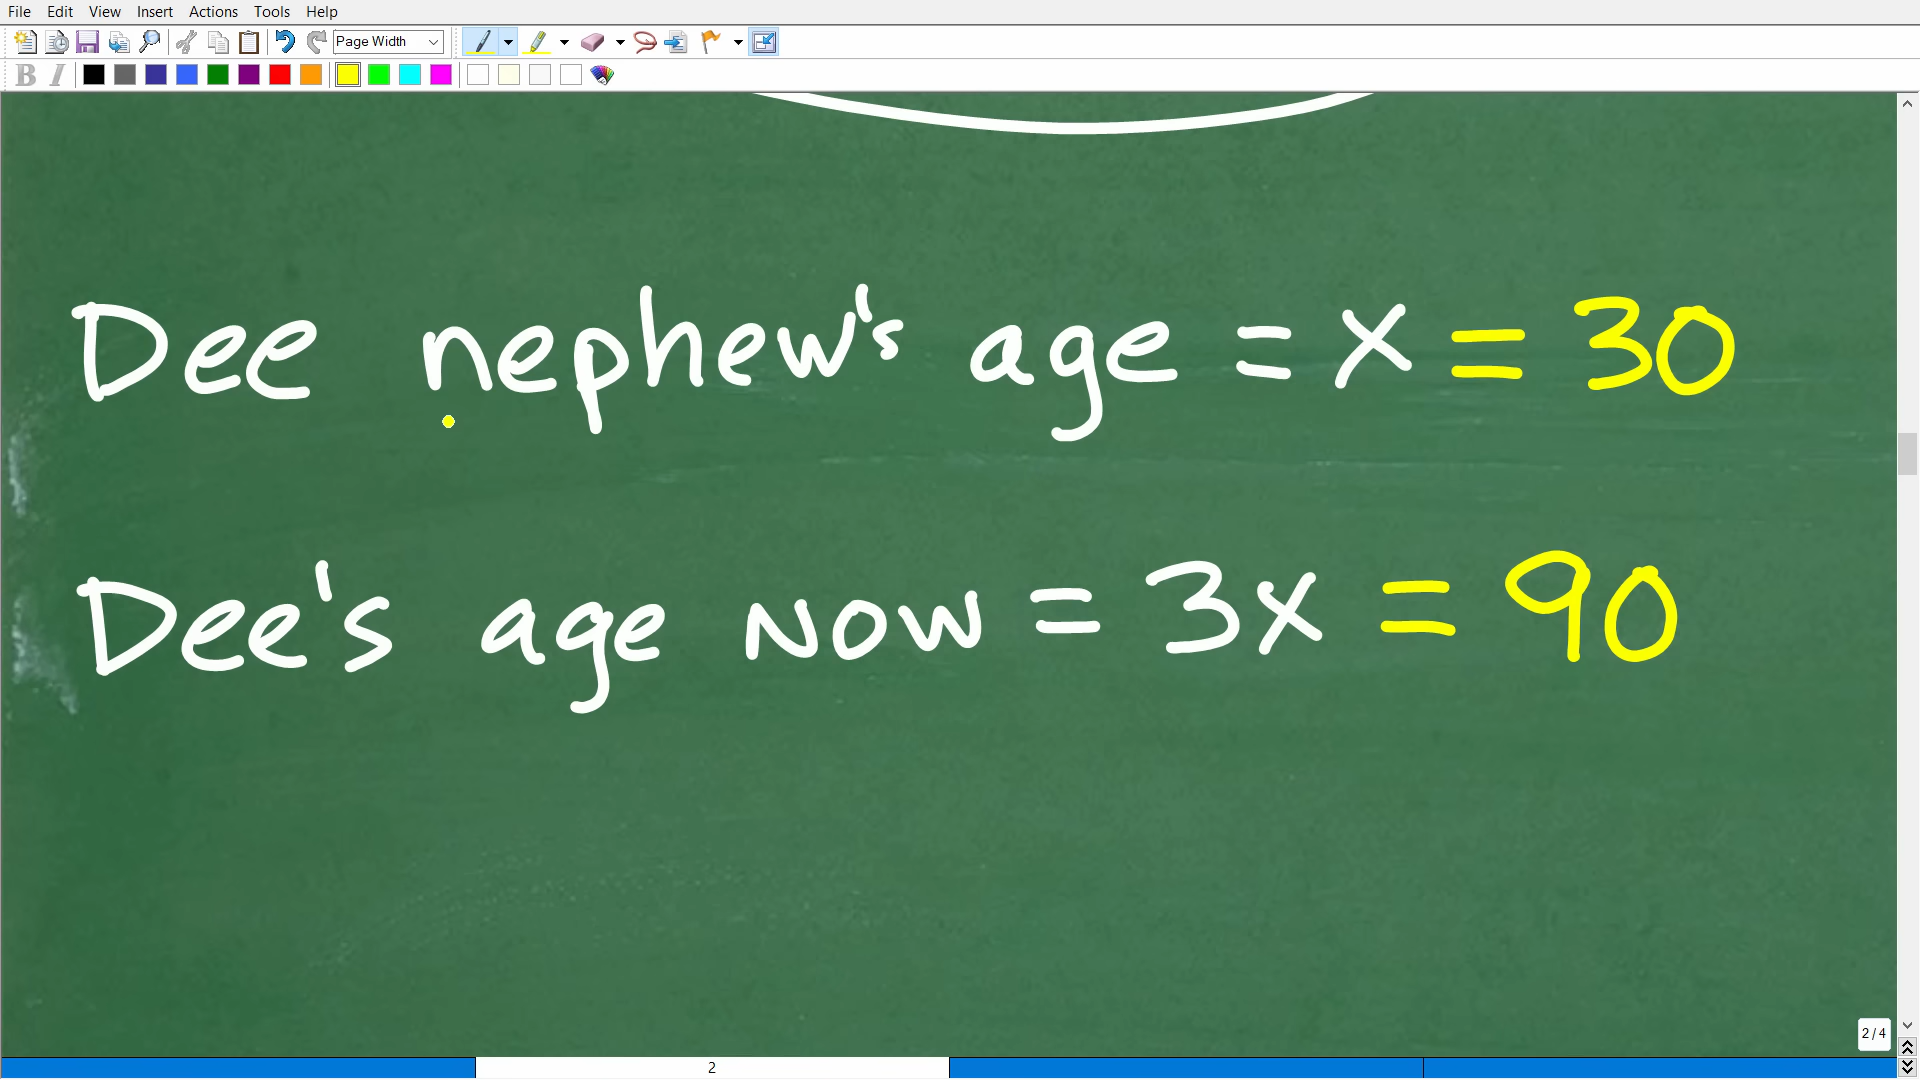 File Edit View Insert Actions Tools Help
Page Width
B I
Dee nephew's age = x = 30
Dee's age now = 3x = 90
2 / 4
2